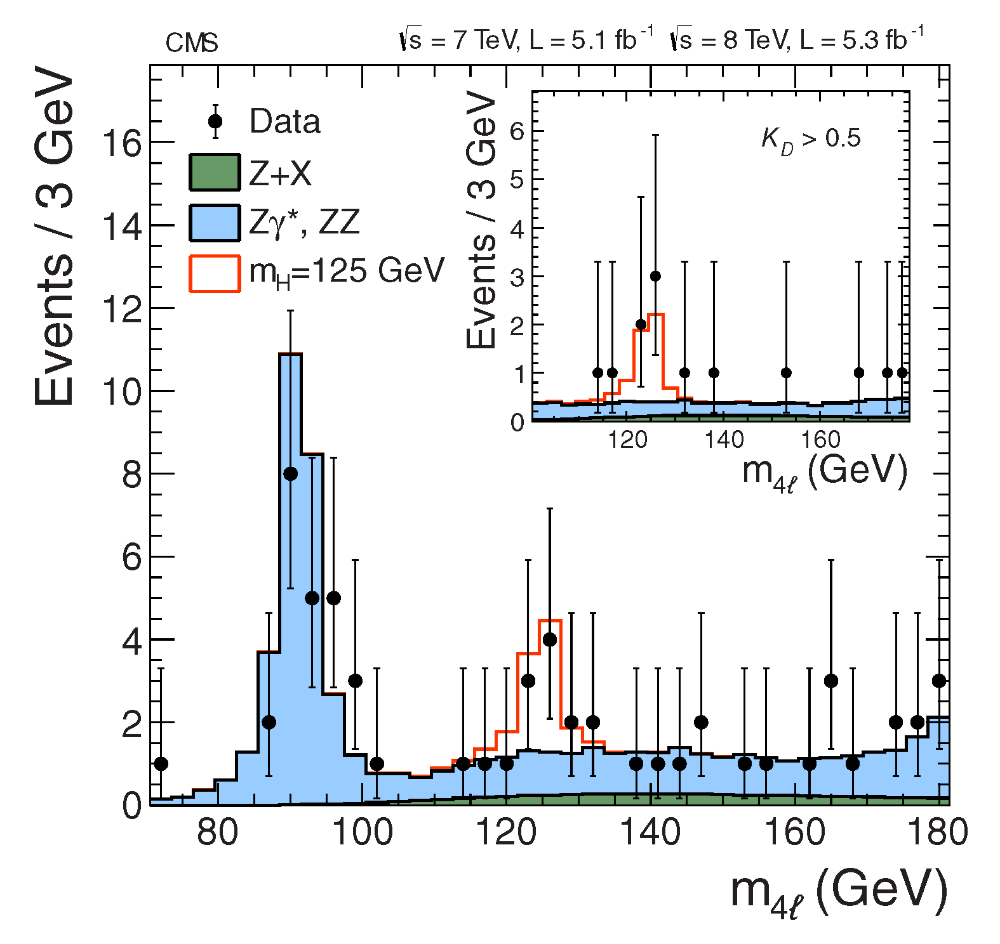 CMS
√s = 7 TeV, L = 5.1 fb⁻¹ √s = 8 TeV, L = 5.3 fb⁻¹
Events / 3 GeV
16
14
12
10
8
6
4
2
0
Data
Z+X
Zγ*, ZZ
m_H=125 GeV
80
100
120
140
160
180
m_4ℓ (GeV)
Events / 3 GeV
6
5
4
3
2
1
0
K_D > 0.5
120
140
160
m_4ℓ (GeV)